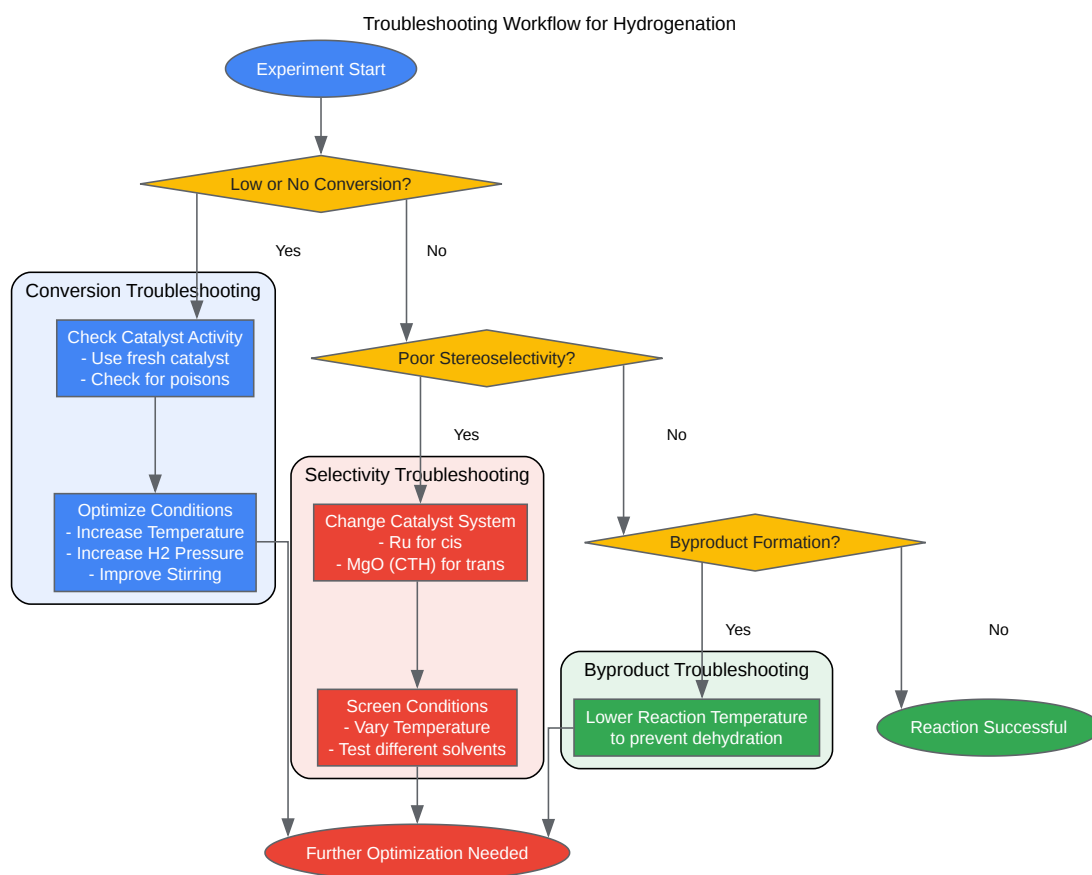 Troubleshooting Workflow for Hydrogenation
Experiment Start
Low or No Conversion?
Yes
No
Conversion Troubleshooting
Check Catalyst Activity
- Use fresh catalyst
- Check for poisons
Poor Stereoselectivity?
Yes
No
Selectivity Troubleshooting
Optimize Conditions
- Increase Temperature
- Increase H2 Pressure
- Improve Stirring
Change Catalyst System
- Ru for cis
- MgO (CTH) for trans
Byproduct Formation?
Yes
No
Byproduct Troubleshooting
Screen Conditions
- Vary Temperature
- Test different solvents
Lower Reaction Temperature
to prevent dehydration
Reaction Successful
Further Optimization Needed